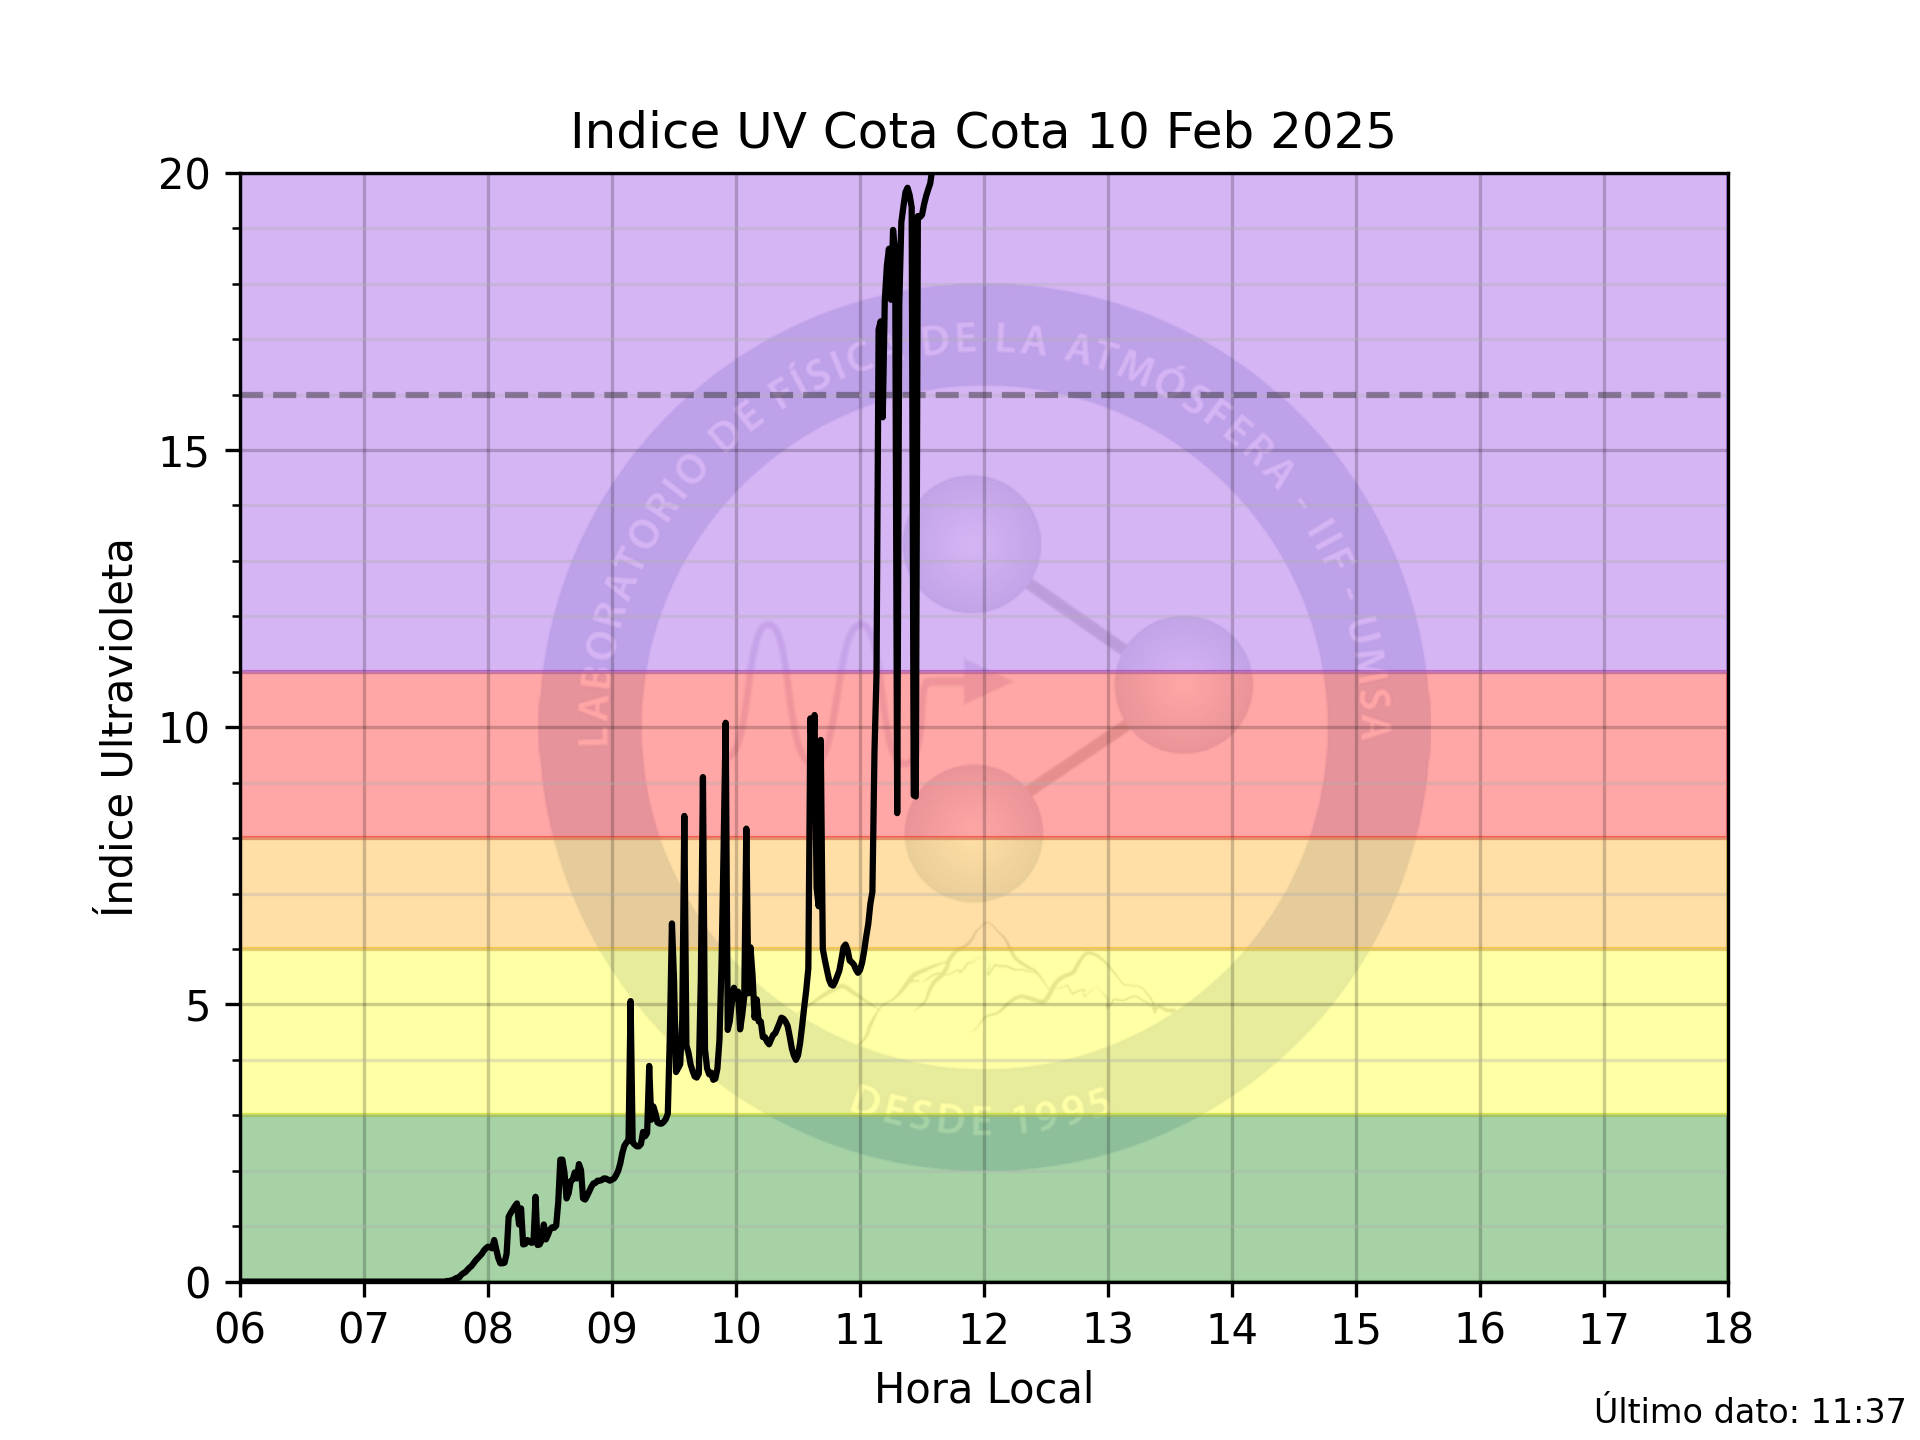 Indice UV Cota Cota 10 Feb 2025
20
15
10
5
0
Índice Ultravioleta
LABORATORIO DE FÍSICA DE LA ATMÓSFERA - IIF - UMSA
DESDE 1995
06 07 08 09 10 11 12 13 14 15 16 17 18
Hora Local
Último dato: 11:37